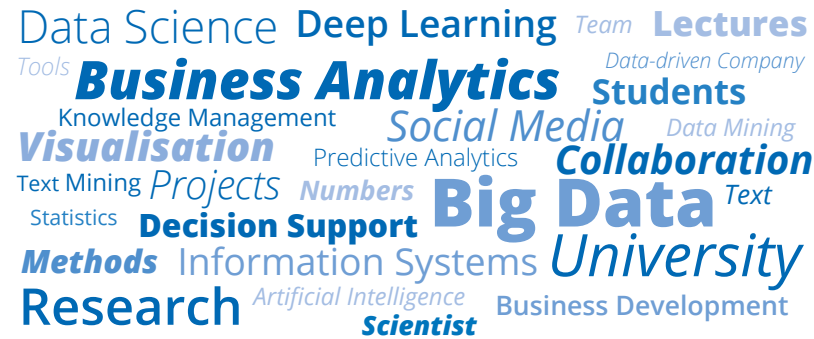 Data Science Deep Learning Team Lectures
Tools Business Analytics Data-driven Company
Students
Knowledge Management Social Media Data Mining
Visualisation Predictive Analytics Collaboration
Text Mining Projects Numbers Big Data Text
Statistics Decision Support
Methods Information Systems University
Research Artificial Intelligence Business Development
Scientist